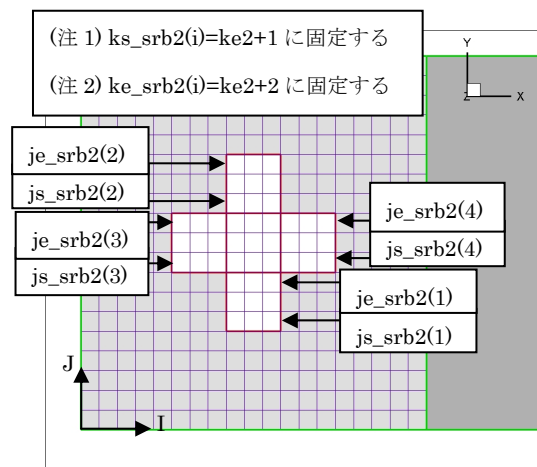 (注 1) ks_srb2(i)=ke2+1 に固定する
(注 2) ke_srb2(i)=ke2+2 に固定する
Y
Z
X
je_srb2(2)
js_srb2(2)
je_srb2(3)
js_srb2(3)
je_srb2(4)
js_srb2(4)
je_srb2(1)
js_srb2(1)
J
I